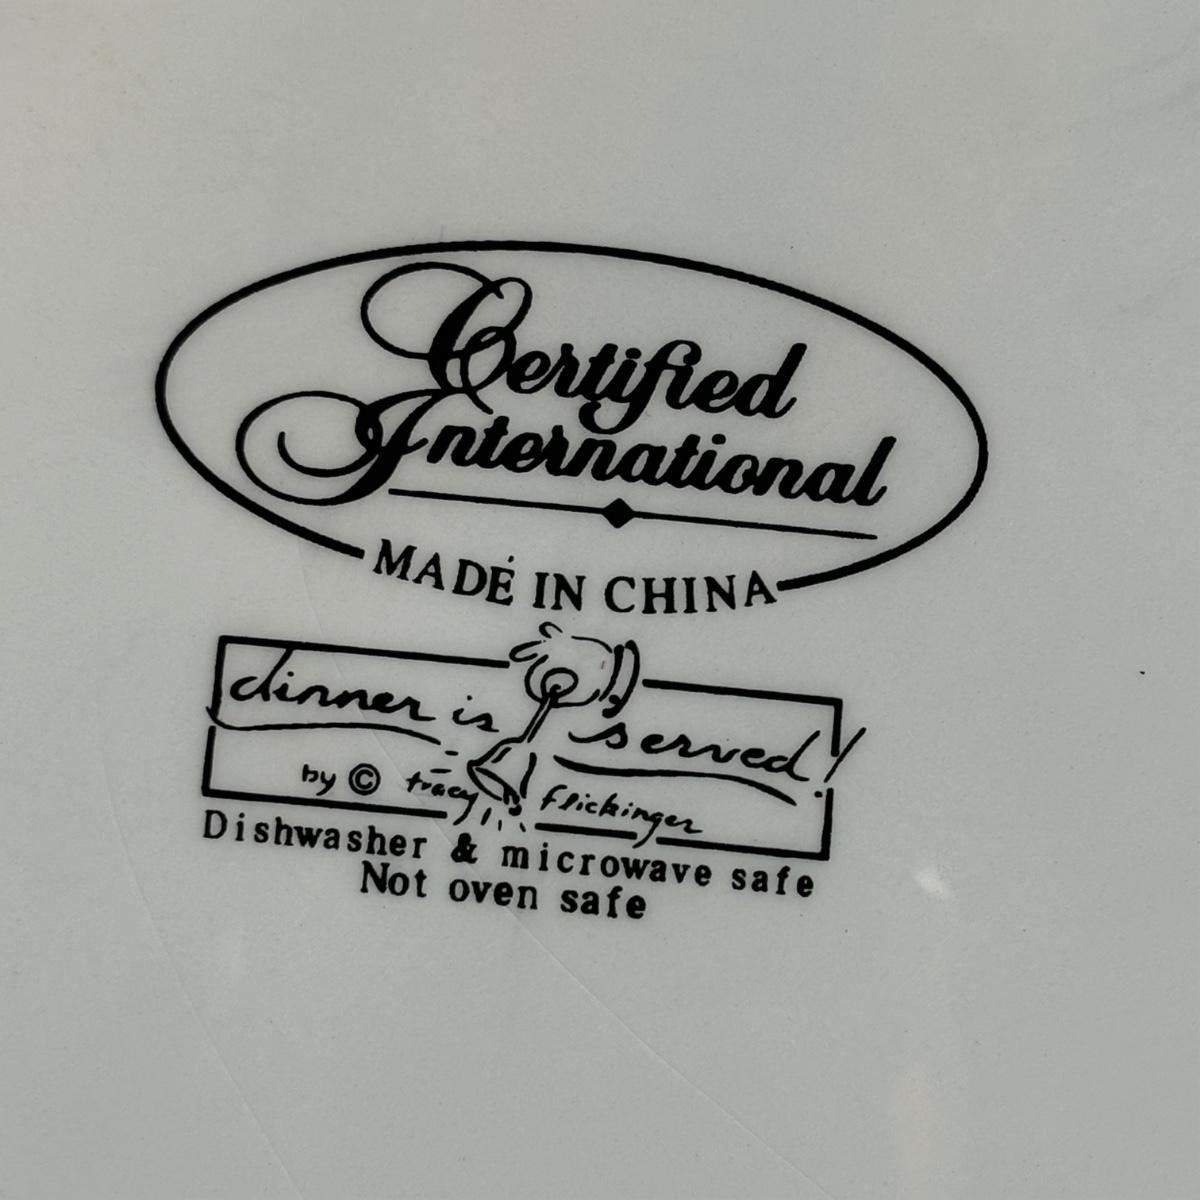 Certified
International
MADE IN CHINA
dinner is served!
by © tracy flickinger
Dishwasher & microwave safe
Not oven safe